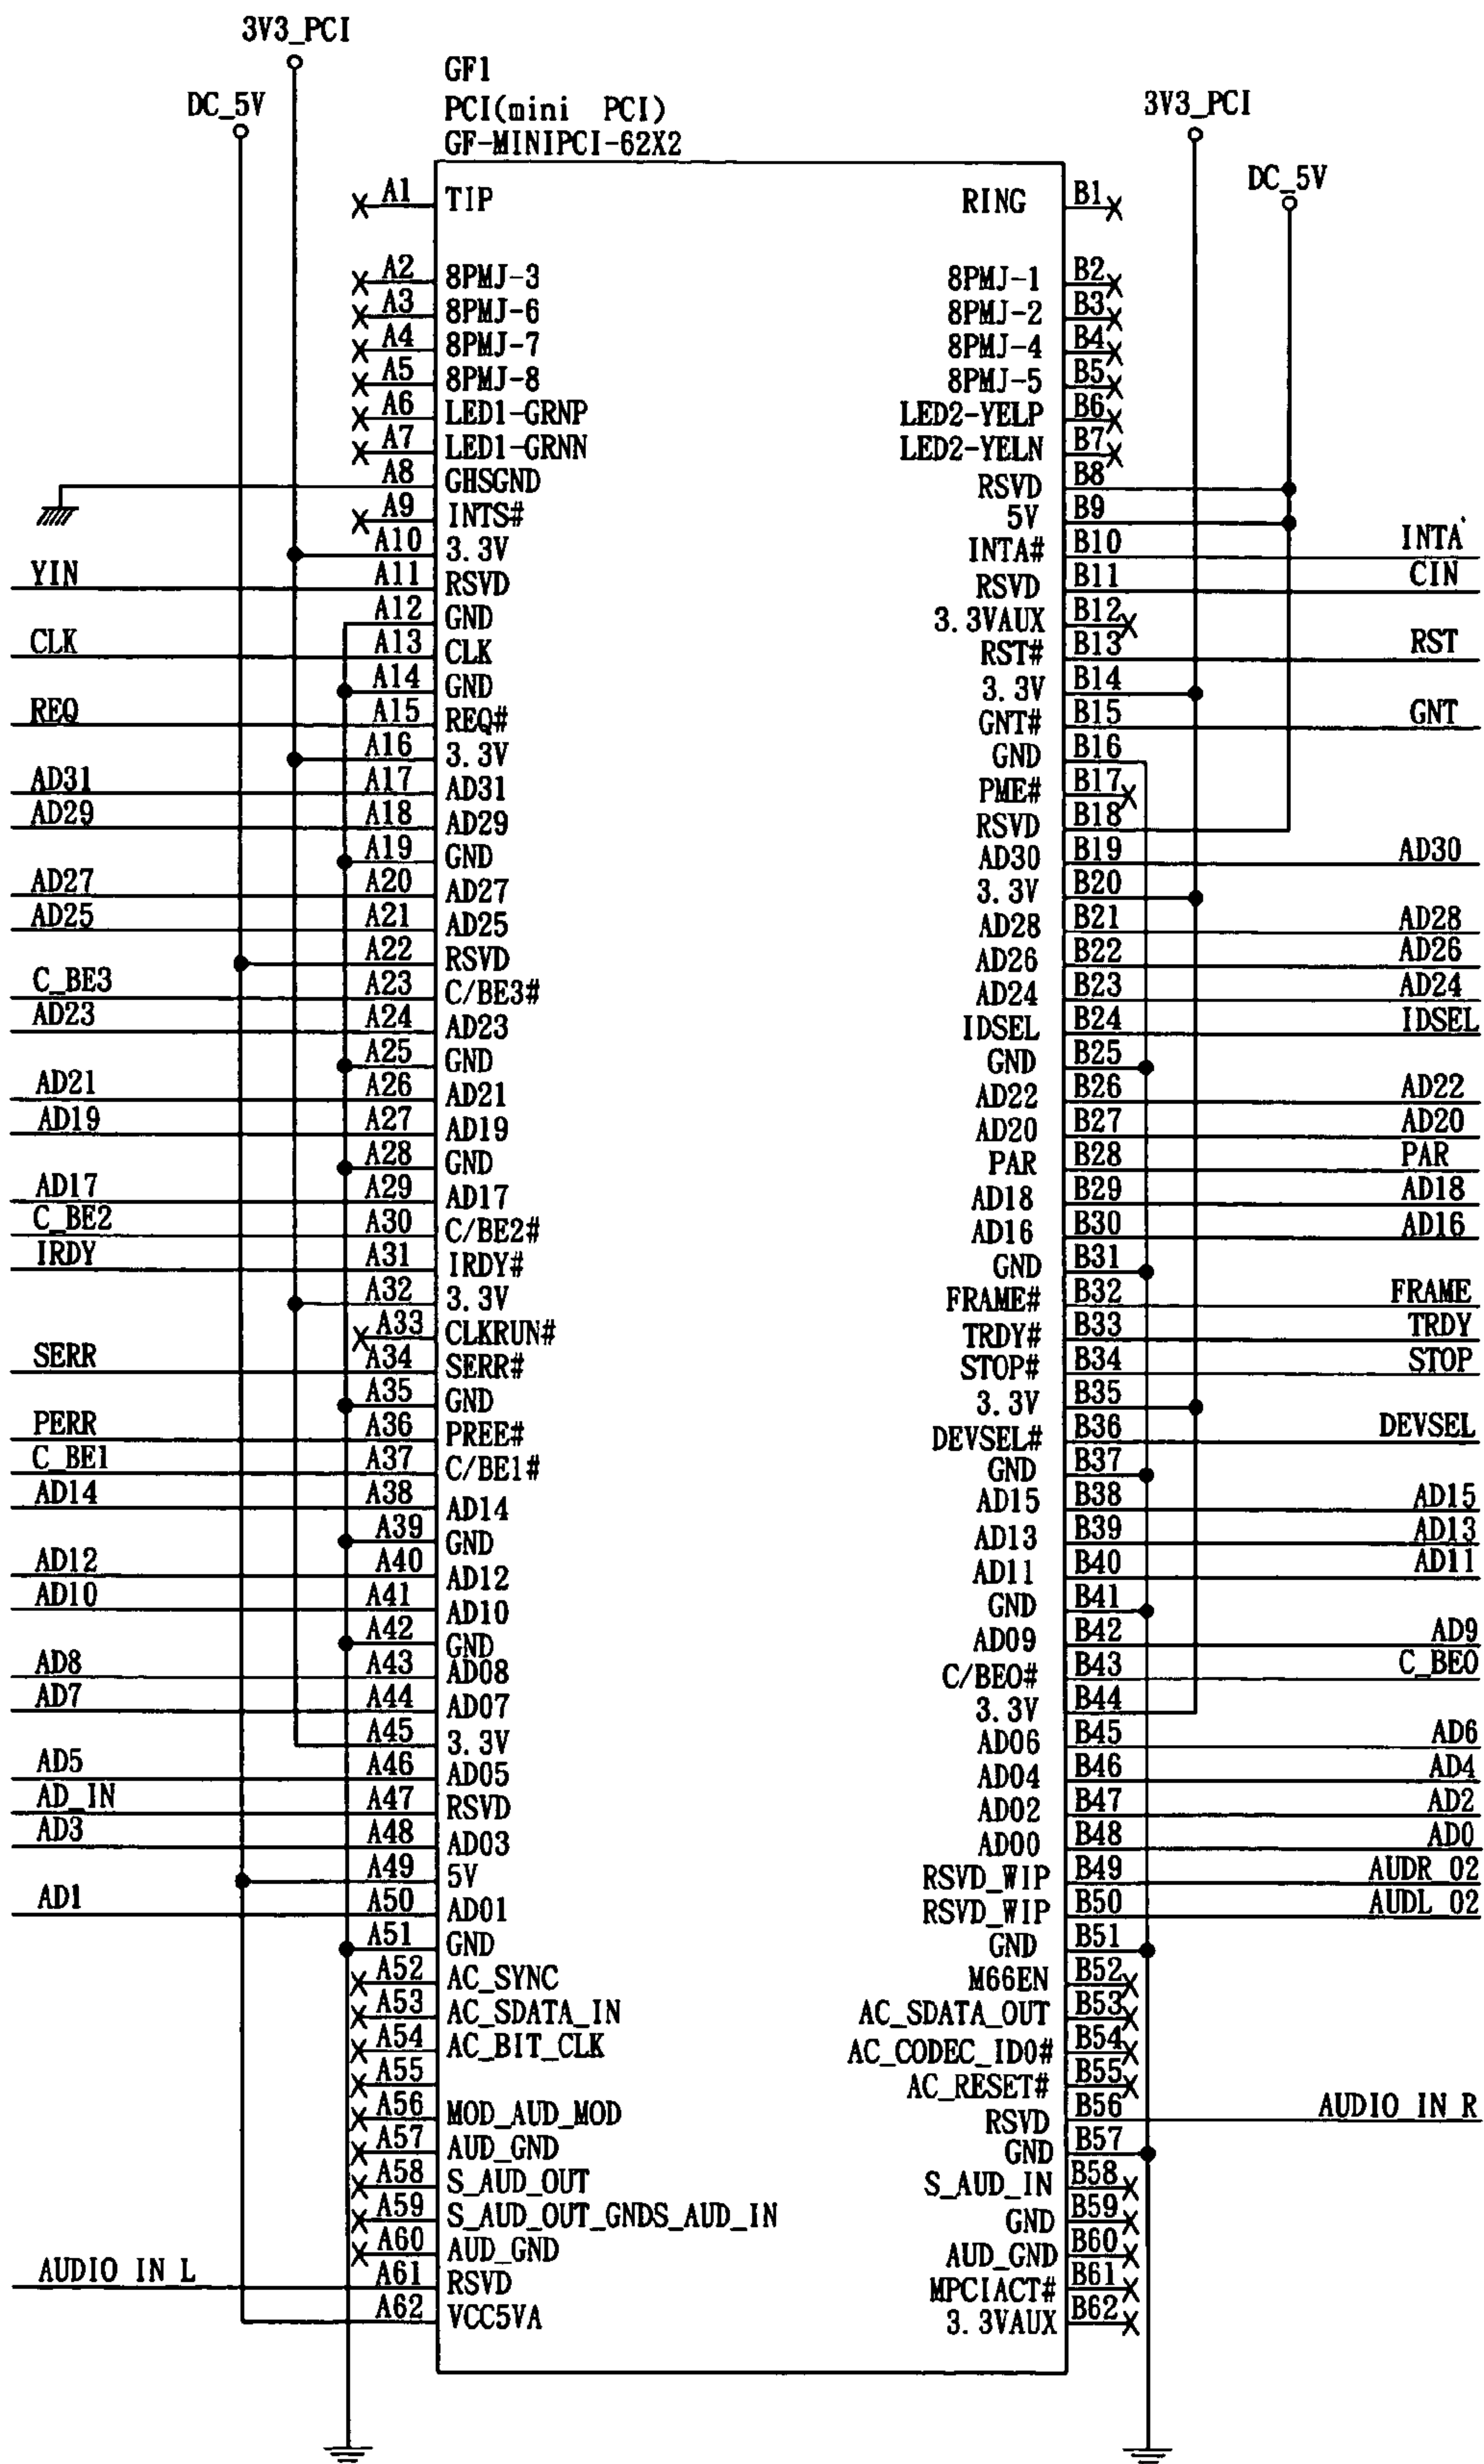 3V3_PCI
DC_5V
GF1
PCI(mini PCI)
GF-MINIPCI-62X2
3V3_PCI
DC_5V
A1 TIP RING B1
A2 8PMJ-3 8PMJ-1 B2
A3 8PMJ-6 8PMJ-2 B3
A4 8PMJ-7 8PMJ-4 B4
A5 8PMJ-8 8PMJ-5 B5
A6 LED1-GRNP LED2-YELP B6
A7 LED1-GRNN LED2-YELN B7
A8 GHSGND RSVD B8
A9 INTS# 5V B9
A10 3.3V INTA# B10 INTA
YIN A11 RSVD RSVD B11 CIN
A12 GND 3.3VAUX B12
CLK A13 CLK RST# B13 RST
A14 GND 3.3V B14
REQ A15 REQ# GNT# B15 GNT
A16 3.3V GND B16
AD31 A17 AD31 PME# B17
AD29 A18 AD29 RSVD B18
A19 GND AD30 B19 AD30
AD27 A20 AD27 3.3V B20
AD25 A21 AD25 AD28 B21 AD28
A22 RSVD AD26 B22 AD26
C_BE3 A23 C/BE3# AD24 B23 AD24
AD23 A24 AD23 IDSEL B24 IDSEL
A25 GND GND B25
AD21 A26 AD21 AD22 B26 AD22
AD19 A27 AD19 AD20 B27 AD20
A28 GND PAR B28 PAR
AD17 A29 AD17 AD18 B29 AD18
C_BE2 A30 C/BE2# AD16 B30 AD16
IRDY A31 IRDY# GND B31
A32 3.3V FRAME# B32 FRAME
A33 CLKRUN# TRDY# B33 TRDY
SERR A34 SERR# STOP# B34 STOP
A35 GND 3.3V B35
PERR A36 PREE# DEVSEL# B36 DEVSEL
C_BE1 A37 C/BE1# GND B37
AD14 A38 AD14 AD15 B38 AD15
A39 GND AD13 B39 AD13
AD12 A40 AD12 AD11 B40 AD11
AD10 A41 AD10 GND B41
A42 GND AD09 B42 AD9
AD8 A43 AD08 C/BE0# B43 C_BE0
AD7 A44 AD07 3.3V B44
A45 3.3V AD06 B45 AD6
AD5 A46 AD05 AD04 B46 AD4
AD_IN A47 RSVD AD02 B47 AD2
AD3 A48 AD03 AD00 B48 AD0
A49 5V RSVD_WIP B49 AUDR_02
AD1 A50 AD01 RSVD_WIP B50 AUDL_02
A51 GND GND B51
A52 AC_SYNC M66EN B52
A53 AC_SDATA_IN AC_SDATA_OUT B53
A54 AC_BIT_CLK AC_CODEC_ID0# B54
A55 AC_RESET# B55
A56 MOD_AUD_MOD RSVD B56 AUDIO_IN_R
A57 AUD_GND GND B57
A58 S_AUD_OUT S_AUD_IN B58
A59 S_AUD_OUT_GNDS_AUD_IN GND B59
A60 AUD_GND AUD_GND B60
AUDIO_IN_L A61 RSVD MPCIACT# B61
A62 VCC5VA 3.3VAUX B62